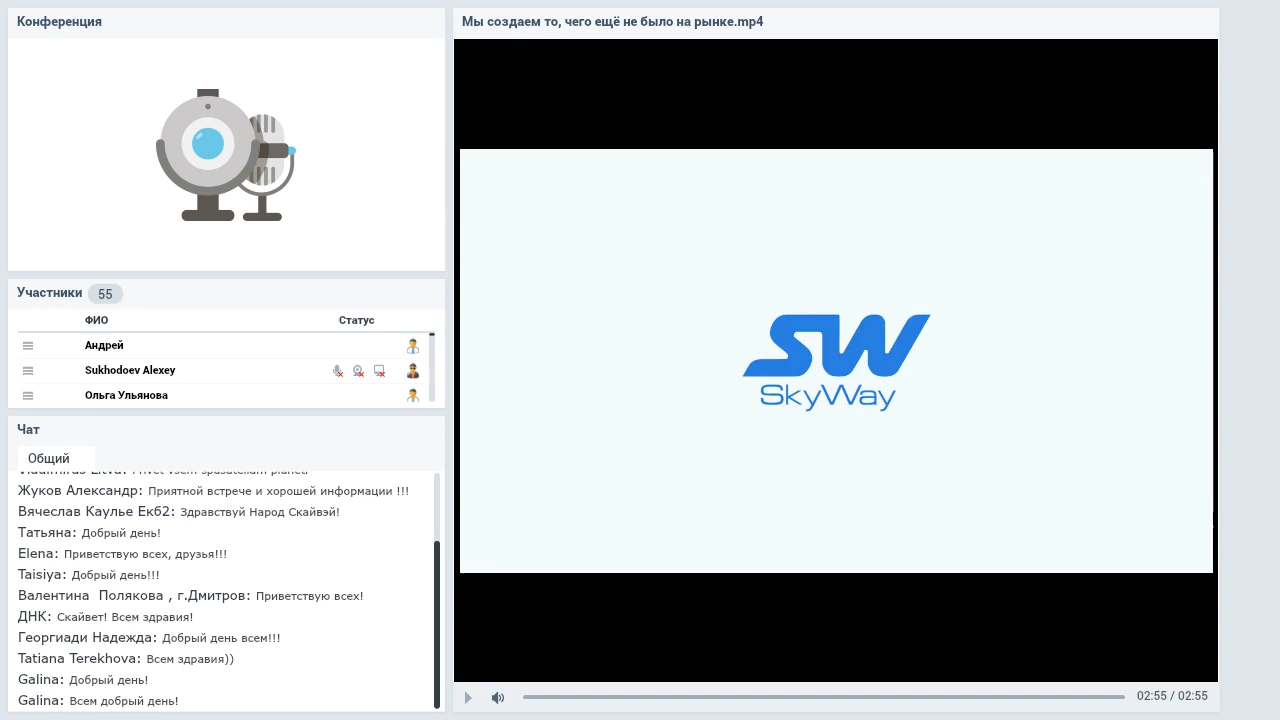 Конференция
Мы создаем то, чего ещё не было на рынке.mp4
SW
SkyWay
02:55 / 02:55
Участники 55
ФИО Статус
Андрей
Sukhodoev Alexey
Ольга Ульянова
Чат
Общий
Жуков Александр: Приятной встрече и хорошей информации !!!
Вячеслав Каулье Екб2: Здравствуй Народ Скайвэй!
Татьяна: Добрый день!
Elena: Приветствую всех, друзья!!!
Taisiya: Добрый день!!!
Валентина Полякова , г.Дмитров: Приветствую всех!
ДНК: Скайвет! Всем здравия!
Георгиади Надежда: Добрый день всем!!!
Tatiana Terekhova: Всем здравия))
Galina: Добрый день!
Galina: Всем добрый день!